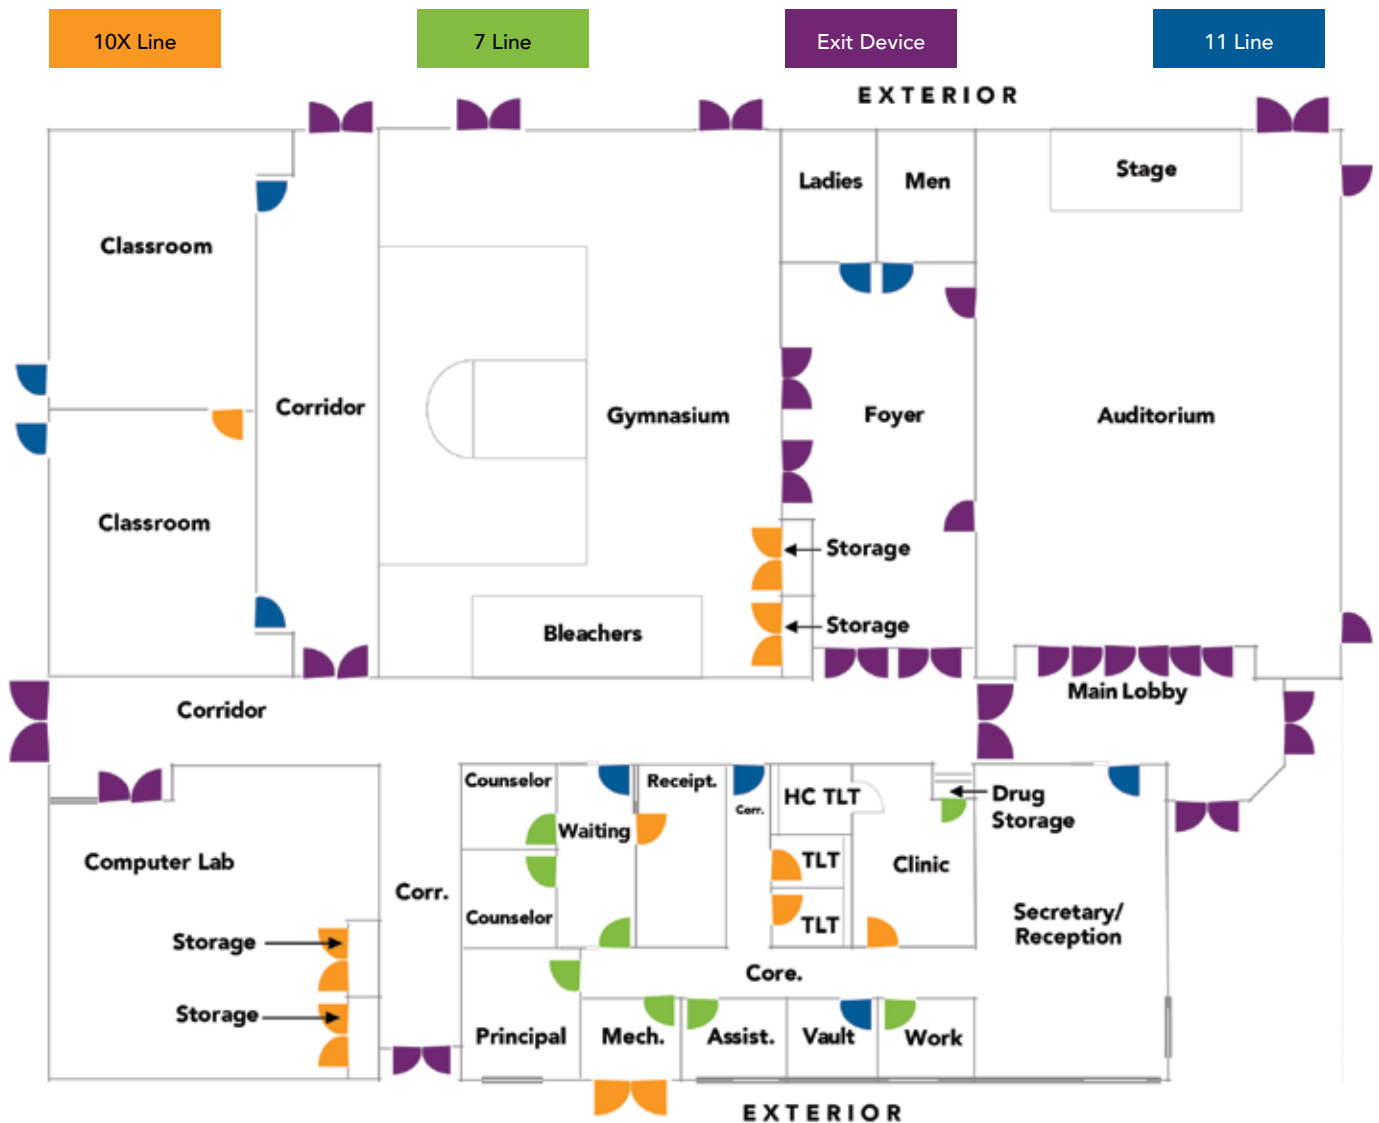 10X Line
7 Line
Exit Device
11 Line
EXTERIOR
Ladies
Men
Stage
Classroom
Corridor
Gymnasium
Foyer
Auditorium
Classroom
Storage
Storage
Bleachers
Main Lobby
Corridor
Counselor
Receipt.
HC TLT
Corr.
Drug
Storage
Waiting
Computer Lab
TLT
Clinic
Corr.
Counselor
TLT
Secretary/
Reception
Storage
Core.
Storage
Principal
Mech.
Assist.
Vault
Work
EXTERIOR